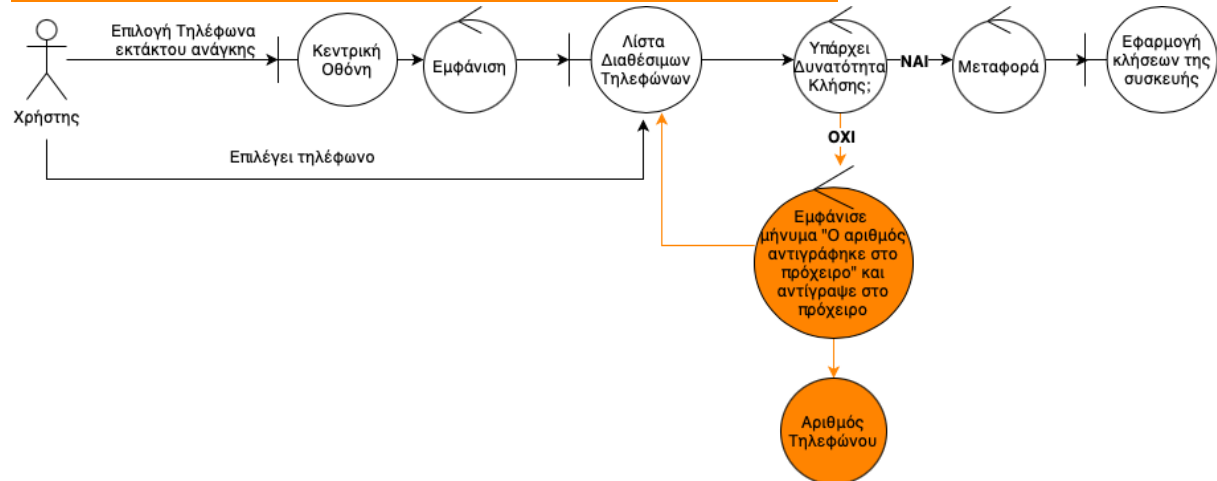 Επιλογή Τηλέφωνα
εκτάκτου ανάγκης
Χρήστης
Κεντρική
Οθόνη
Εμφάνιση
Λίστα
Διαθέσιμων
Τηλεφώνων
Υπάρχει
Δυνατότητα
Κλήσης;
ΝΑΙ
Μεταφορά
Εφαρμογή
κλήσεων της
συσκευής
Επιλέγει τηλέφωνο
ΟΧΙ
Εμφάνισε
μήνυμα "Ο αριθμός
αντιγράφηκε στο
πρόχειρο" και
αντίγραψε στο
πρόχειρο
Αριθμός
Τηλεφώνου